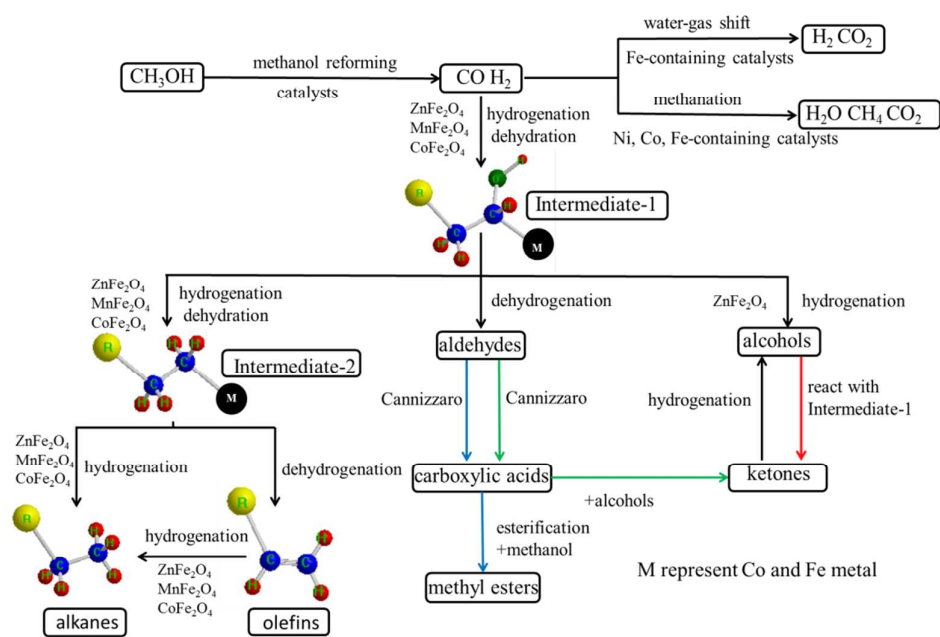 water-gas shift
H₂ CO₂
CH₃OH
methanol reforming
CO H₂
Fe-containing catalysts
catalysts
ZnFe₂O₄
MnFe₂O₄
CoFe₂O₄
hydrogenation
dehydration
methanation
H₂O CH₄ CO₂
Ni, Co, Fe-containing catalysts
H
O
R
C
H
Intermediate-1
C
H
H
M
ZnFe₂O₄
MnFe₂O₄
CoFe₂O₄
hydrogenation
dehydration
dehydrogenation
ZnFe₂O₄
hydrogenation
aldehydes
alcohols
R
H
H
C
Intermediate-2
C
H
H
M
Cannizzaro
Cannizzaro
hydrogenation
react with
Intermediate-1
ZnFe₂O₄
MnFe₂O₄
CoFe₂O₄
hydrogenation
dehydrogenation
carboxylic acids
ketones
+alcohols
R
H
C
C
H
H
H
H
hydrogenation
ZnFe₂O₄
MnFe₂O₄
CoFe₂O₄
R
C
C
H
H
H
esterification
+methanol
methyl esters
M represent Co and Fe metal
alkanes
olefins